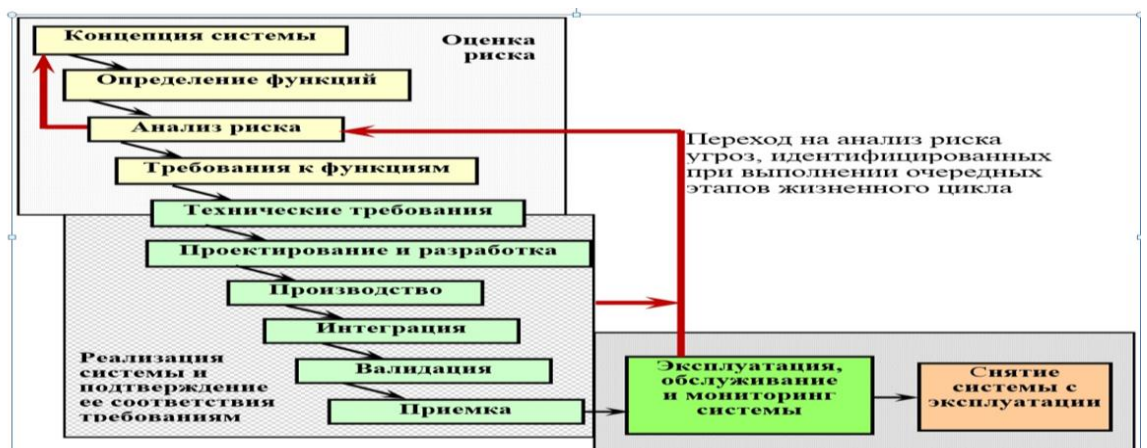 Концепция системы
Оценка
риска
Определение функций
Анализ риска
Требования к функциям
Технические требования
Проектирование и разработка
Производство
Интеграция
Валидация
Приемка
Переход на анализ риска
угроз, идентифицированных
при выполнении очередных
этапов жизненного цикла
Реализация
системы и
подтверждение
ее соответствия
требованиям
Эксплуатация,
обслуживание
и мониторинг
системы
Снятие
системы с
эксплуатации